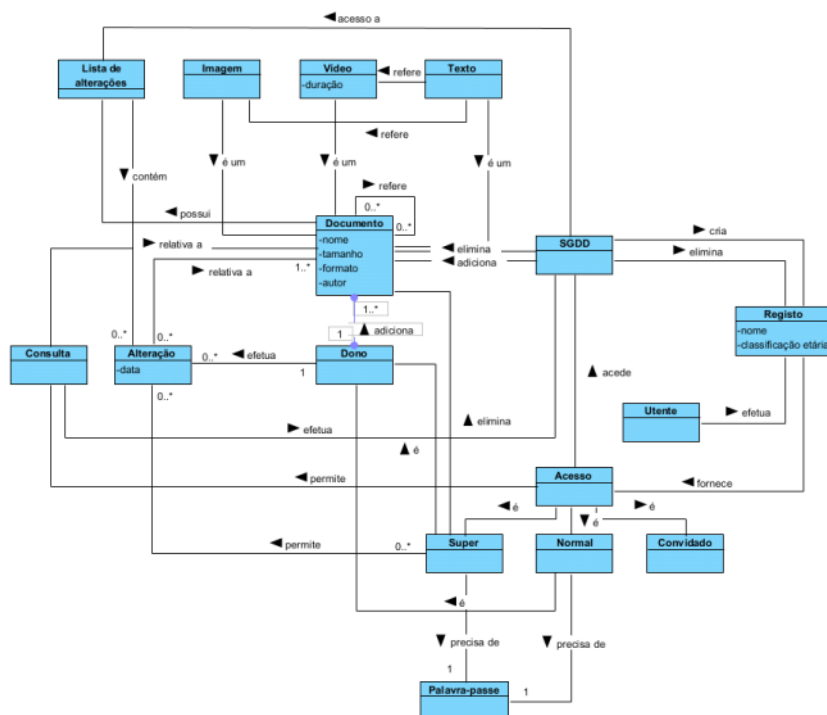 acesso a
Lista de
alterações
Imagem
Vídeo
-duração
Texto
refere
refere
contém
é um
é um
é um
refere
0..*
0..*
possui
Documento
-nome
-tamanho
-formato
-autor
relativa a
relativa a
1..*
elimina
adiciona
SGDD
cria
elimina
Registo
-nome
-classificação etária
1..*
1
adiciona
0..*
0..*
Consulta
Alteração
-data
0..*
efetua
1
Dono
0..*
acede
Utente
efetua
elimina
efetua
é
permite
Acesso
fornece
é
é
é
permite
0..*
Super
Normal
Convidado
é
precisa de
precisa de
1
1
Palavra-passe